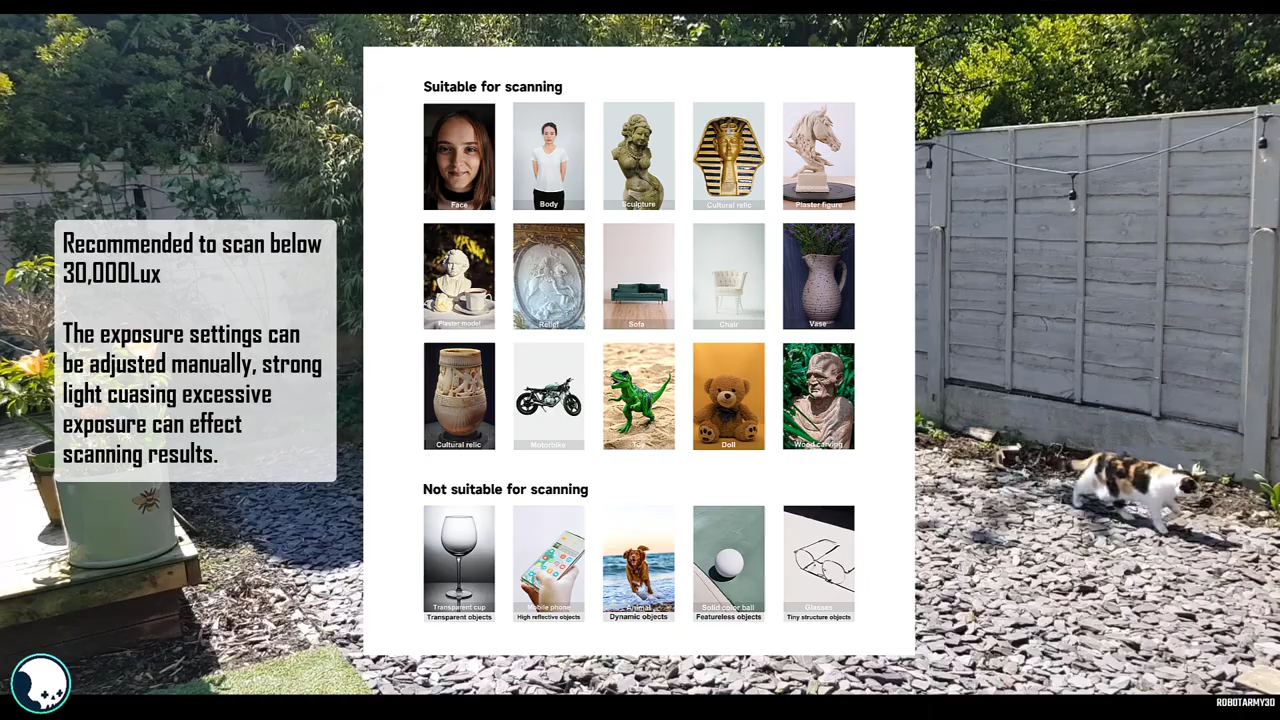 Recommended to scan below
30,000Lux
The exposure settings can
be adjusted manually, strong
light cuasing excessive
exposure can effect
scanning results.
Suitable for scanning
Face
Body
Sculpture
Cultural relic
Plaster figure
Plaster model
Relief
Sofa
Chair
Vase
Cultural relic
Motorbike
Toy
Doll
Wood carving
Not suitable for scanning
Transparent cup
Mobile phone
Animal
Solid color ball
Glasses
Transparent objects
High reflective objects
Dynamic objects
Featureless objects
Tiny structure objects
ROBOTARMY3D